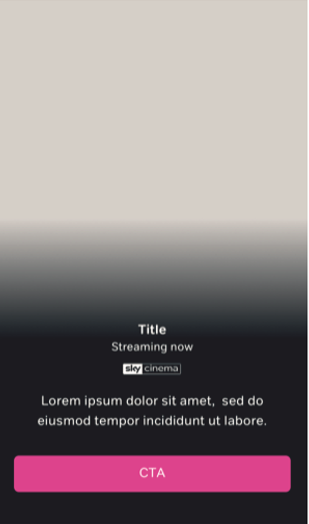 Title
Streaming now
sky cinema
Lorem ipsum dolor sit amet, sed do
eiusmod tempor incididunt ut labore.
CTA